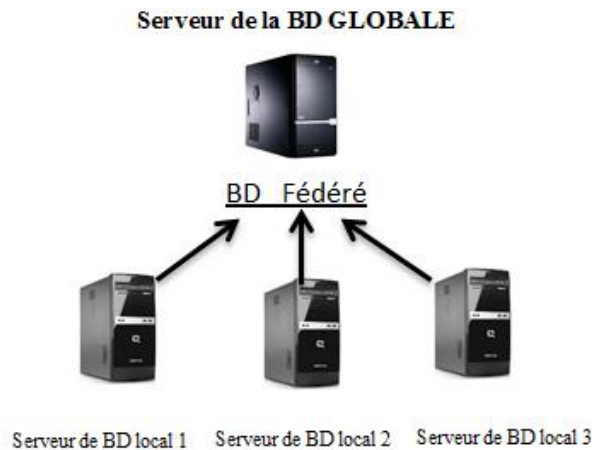 Serveur de la BD GLOBALE
BD Fédéré
Serveur de BD local 1
Serveur de BD local 2
Serveur de BD local 3